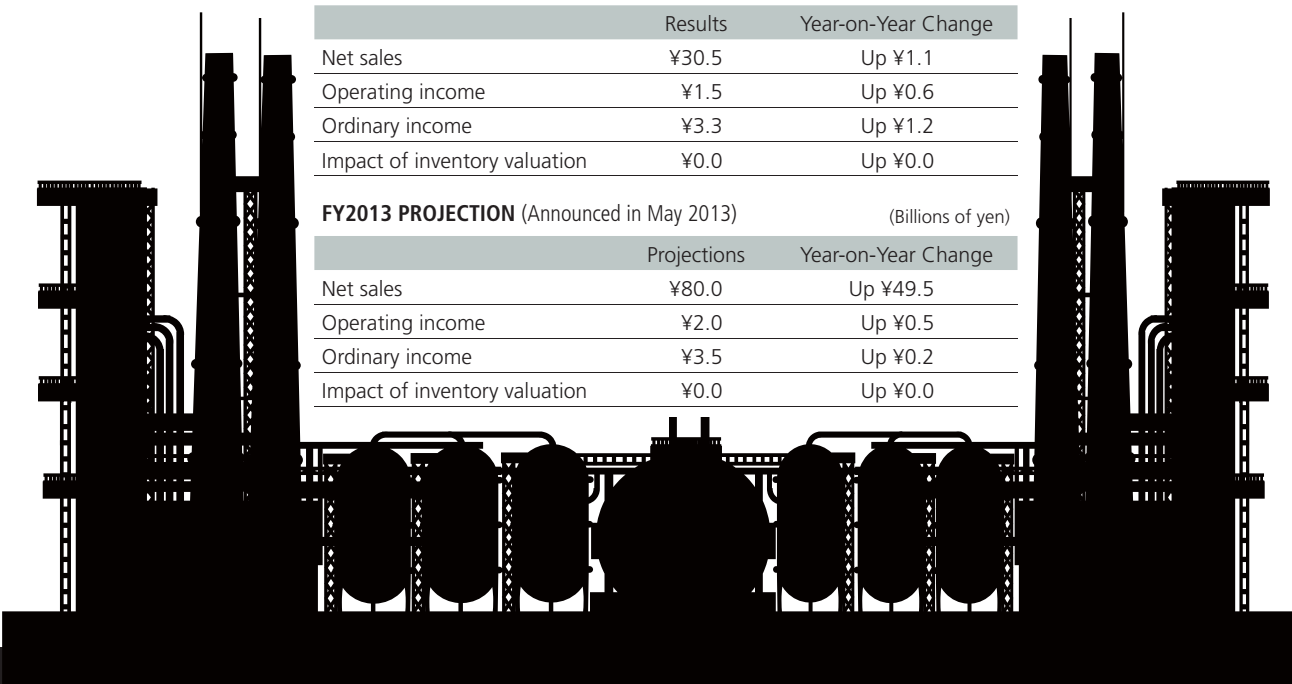 Results Year-on-Year Change
Net sales ¥30.5 Up ¥1.1
Operating income ¥1.5 Up ¥0.6
Ordinary income ¥3.3 Up ¥1.2
Impact of inventory valuation ¥0.0 Up ¥0.0
FY2013 PROJECTION (Announced in May 2013) (Billions of yen)
Projections Year-on-Year Change
Net sales ¥80.0 Up ¥49.5
Operating income ¥2.0 Up ¥0.5
Ordinary income ¥3.5 Up ¥0.2
Impact of inventory valuation ¥0.0 Up ¥0.0